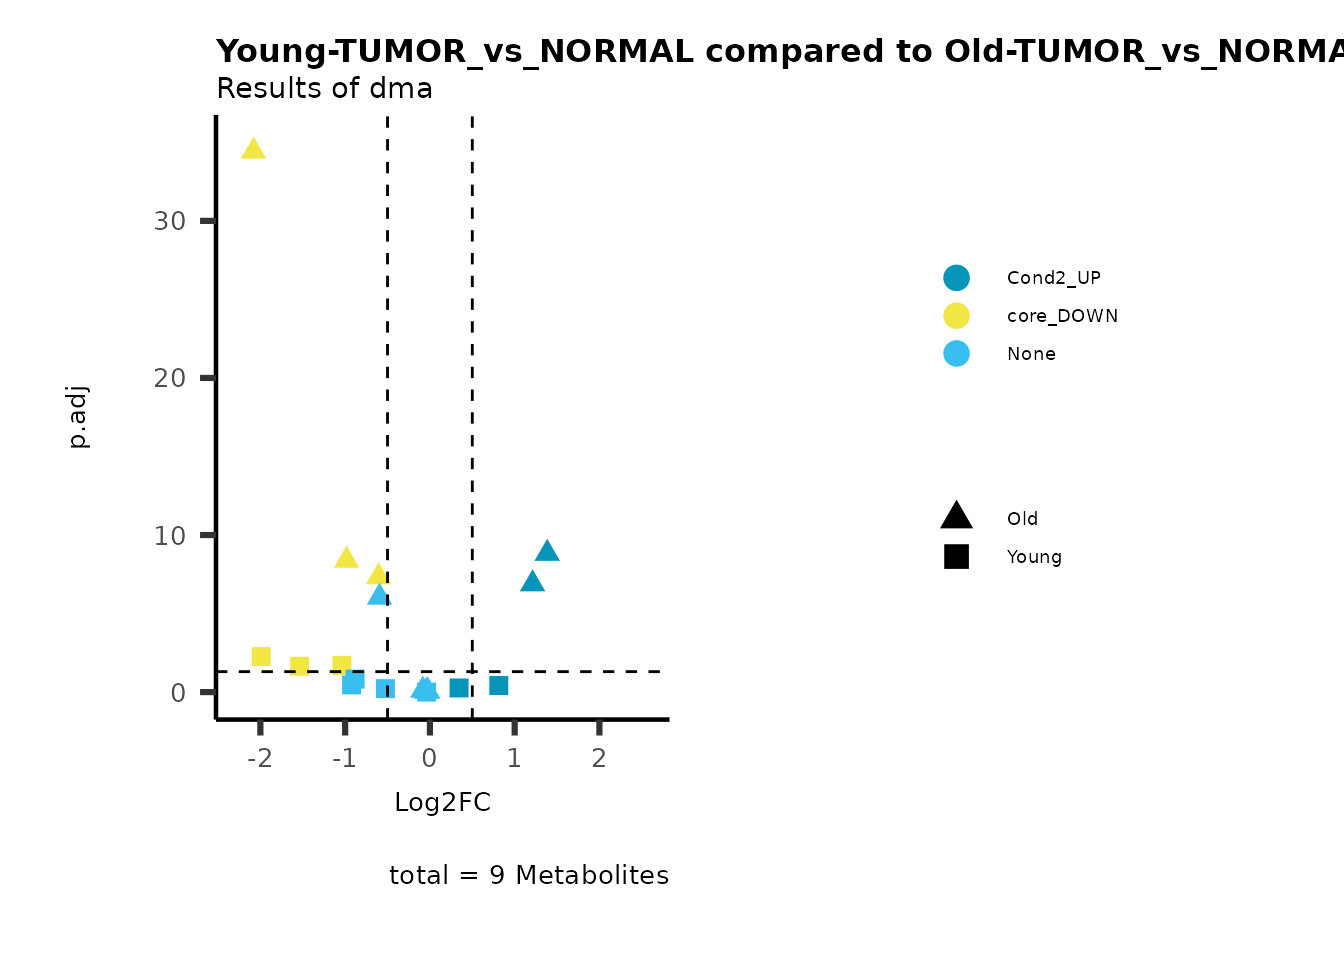 Young-TUMOR_vs_NORMAL compared to Old-TUMOR_vs_NORMA
Results of dma
30
20
10
0
p.adj
-2 -1 0 1 2
Log2FC
total = 9 Metabolites
Cond2_UP
core_DOWN
None
Old
Young